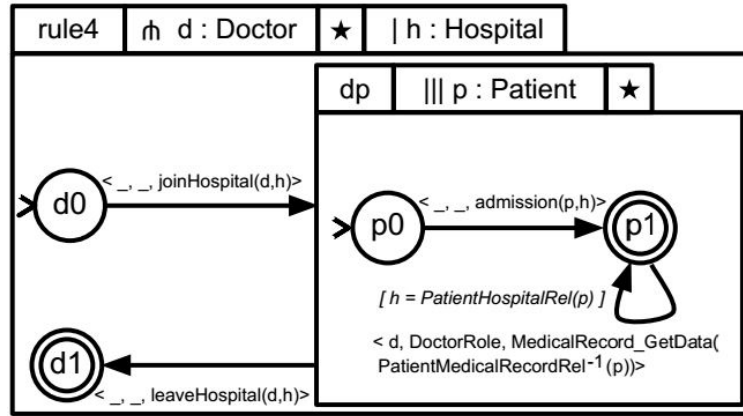 rule4 ⋔ d : Doctor ★ | h : Hospital
dp ||| p : Patient ★
< _, _, joinHospital(d,h)>
d0
< _, _, admission(p,h)>
p0
p1
[ h = PatientHospitalRel(p) ]
< d, DoctorRole, MedicalRecord_GetData(
PatientMedicalRecordRel⁻¹(p))>
d1
< _, _, leaveHospital(d,h)>